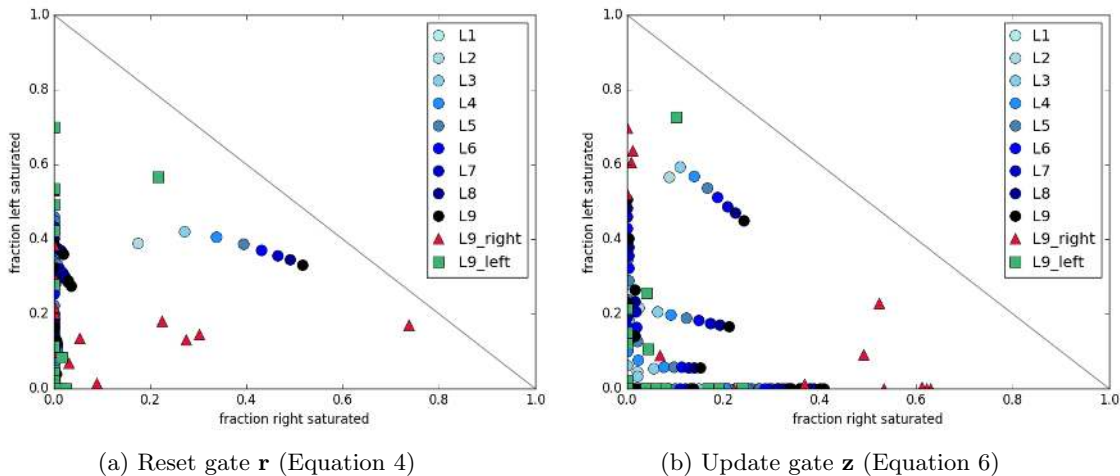 1.0
0.8
0.6
0.4
0.2
0.0
fraction left saturated
0.0 0.2 0.4 0.6 0.8 1.0
fraction right saturated
L1
L2
L3
L4
L5
L6
L7
L8
L9
L9_right
L9_left
(a) Reset gate r (Equation 4)
1.0
0.8
0.6
0.4
0.2
0.0
fraction left saturated
0.0 0.2 0.4 0.6 0.8 1.0
fraction right saturated
L1
L2
L3
L4
L5
L6
L7
L8
L9
L9_right
L9_left
(b) Update gate z (Equation 6)